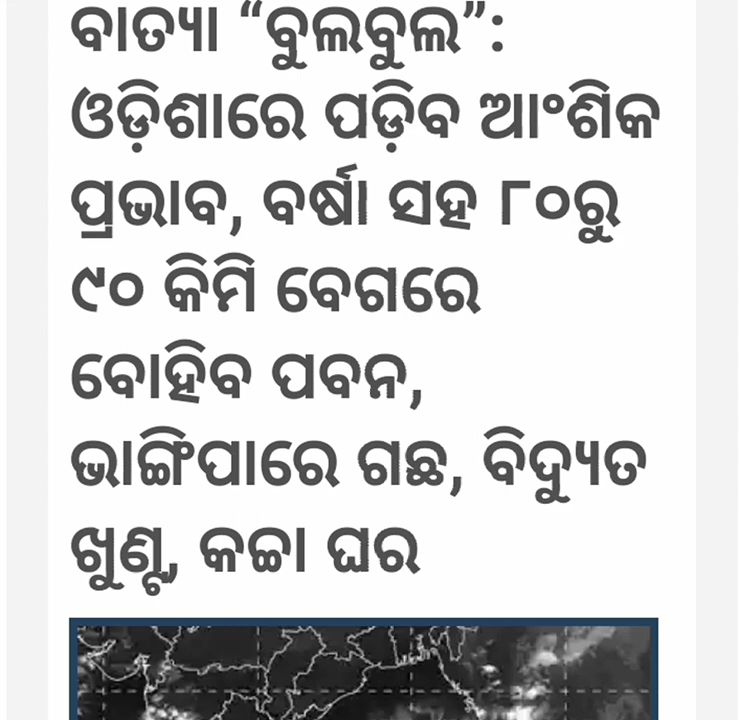 ବାତ୍ୟା “ବୁଲବୁଲ”:
ଓଡ଼ିଶାରେ ପଡ଼ିବ ଆଂଶିକ
ପ୍ରଭାବ, ବର୍ଷା ସହ ୮୦ରୁ
୯୦ କିମି ବେଗରେ
ବୋହିବ ପବନ,
ଭାଙ୍ଗିପାରେ ଗଛ, ବିଦ୍ୟୁତ
ଖୁଣ୍ଟ, କଚ୍ଚା ଘର